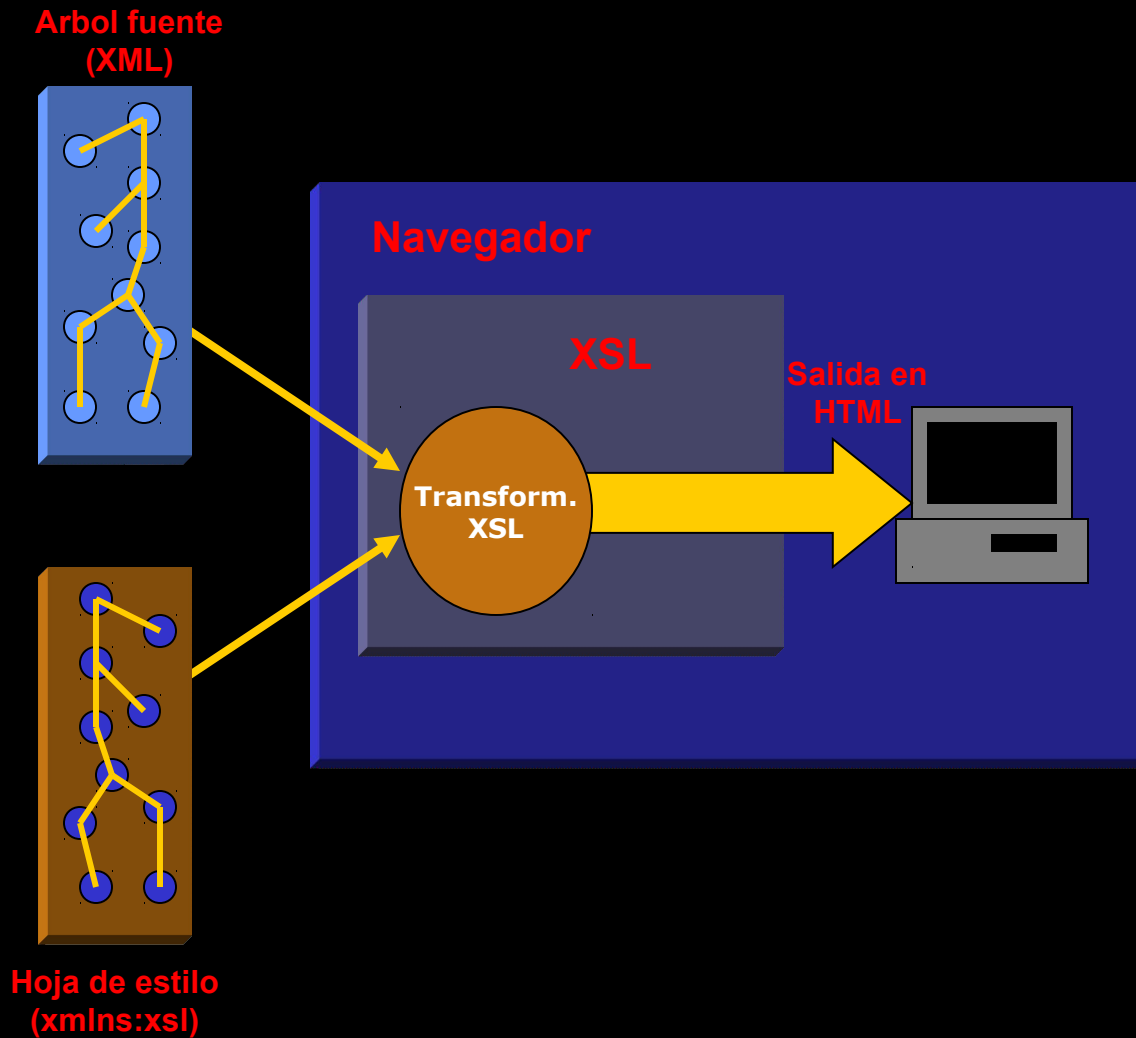 Arbol fuente
(XML)
Navegador
XSL
Salida en
HTML
Transform.
XSL
Hoja de estilo
(xmlns:xsl)